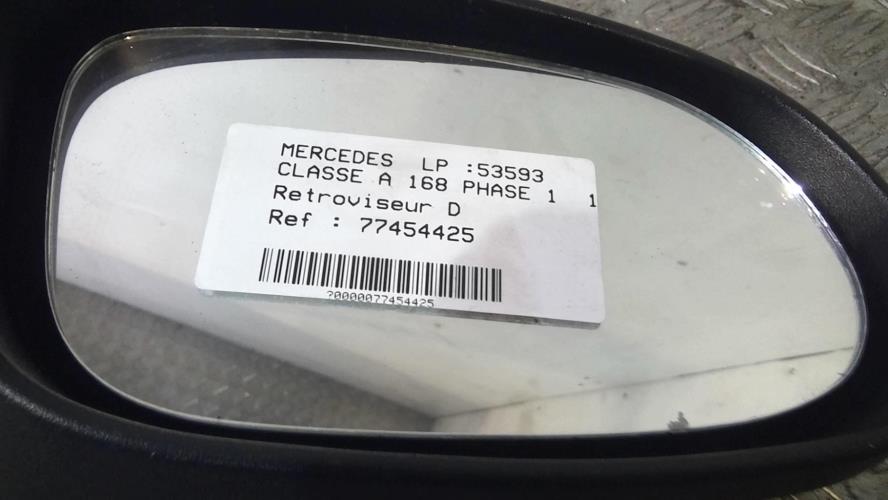 MERCEDES LP :53593
CLASSE A 168 PHASE 1 1
Retroviseur D
Ref : 77454425
?0000077454425